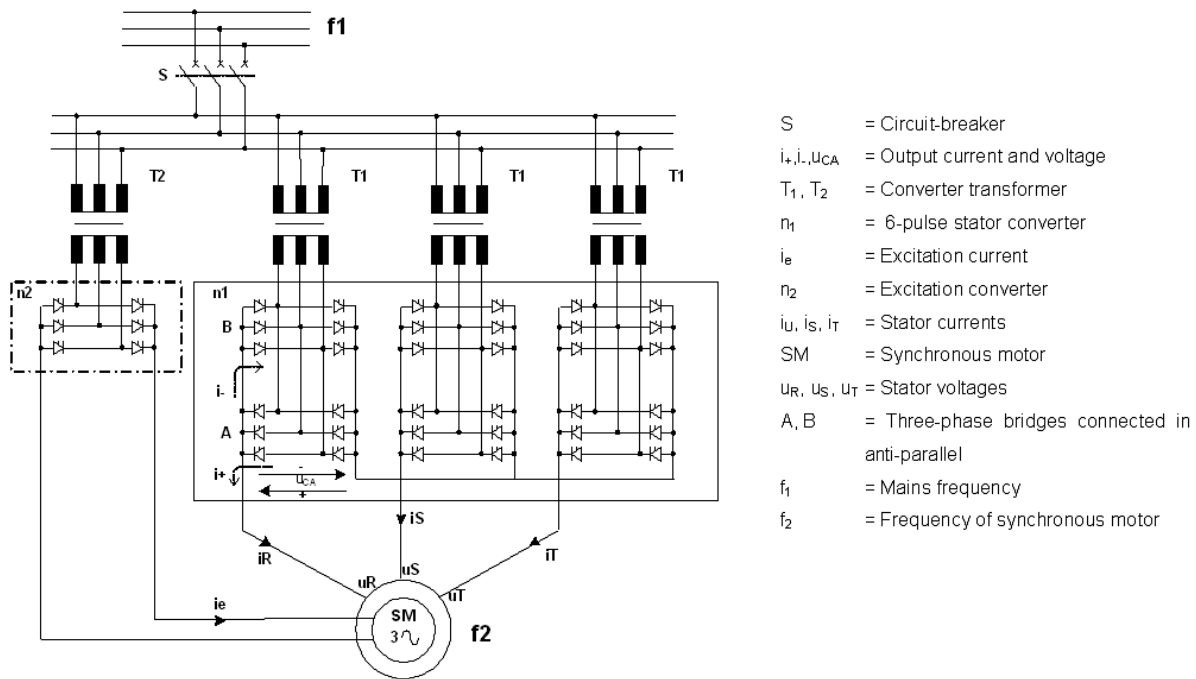 f1
S
T2
T1
T1
T1
n2
n1
B
i-
A
i+
-
uCA
+
iS
iR
iT
uR
uS
uT
ie
SM
3
f2
S = Circuit-breaker
i+,i-,uCA = Output current and voltage
T1, T2 = Converter transformer
n1 = 6-pulse stator converter
ie = Excitation current
n2 = Excitation converter
iU, iS, iT = Stator currents
SM = Synchronous motor
uR, uS, uT = Stator voltages
A, B = Three-phase bridges connected in
anti-parallel
f1 = Mains frequency
f2 = Frequency of synchronous motor